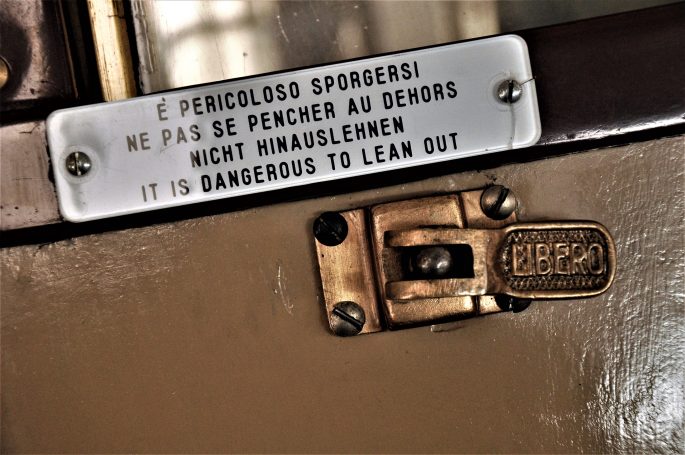 È PERICOLOSO SPORGERSI
NE PAS SE PENCHER AU DEHORS
NICHT HINAUSLEHNEN
IT IS DANGEROUS TO LEAN OUT
LIBERO